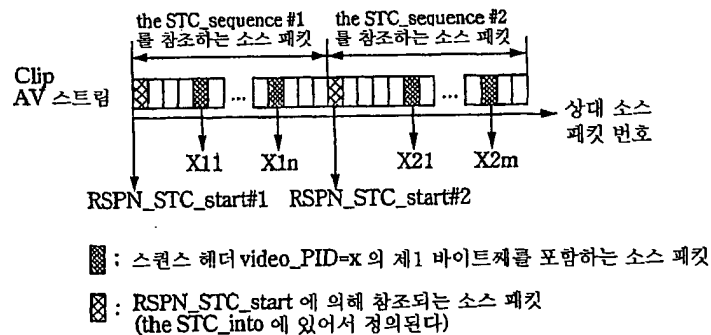 the STC_sequence #1
를 참조하는 소스 패킷
the STC_sequence #2
를 참조하는 소스 패킷
Clip
AV 스트림
...
...
상대 소스
패킷 번호
X11
X1n
X21
X2m
RSPN_STC_start#1
RSPN_STC_start#2
: 스퀀스 헤더 video_PID=x 의 제1 바이트째를 포함하는 소스 패킷
: RSPN_STC_start 에 의해 참조되는 소스 패킷
(the STC_into 에 있어서 정의된다)